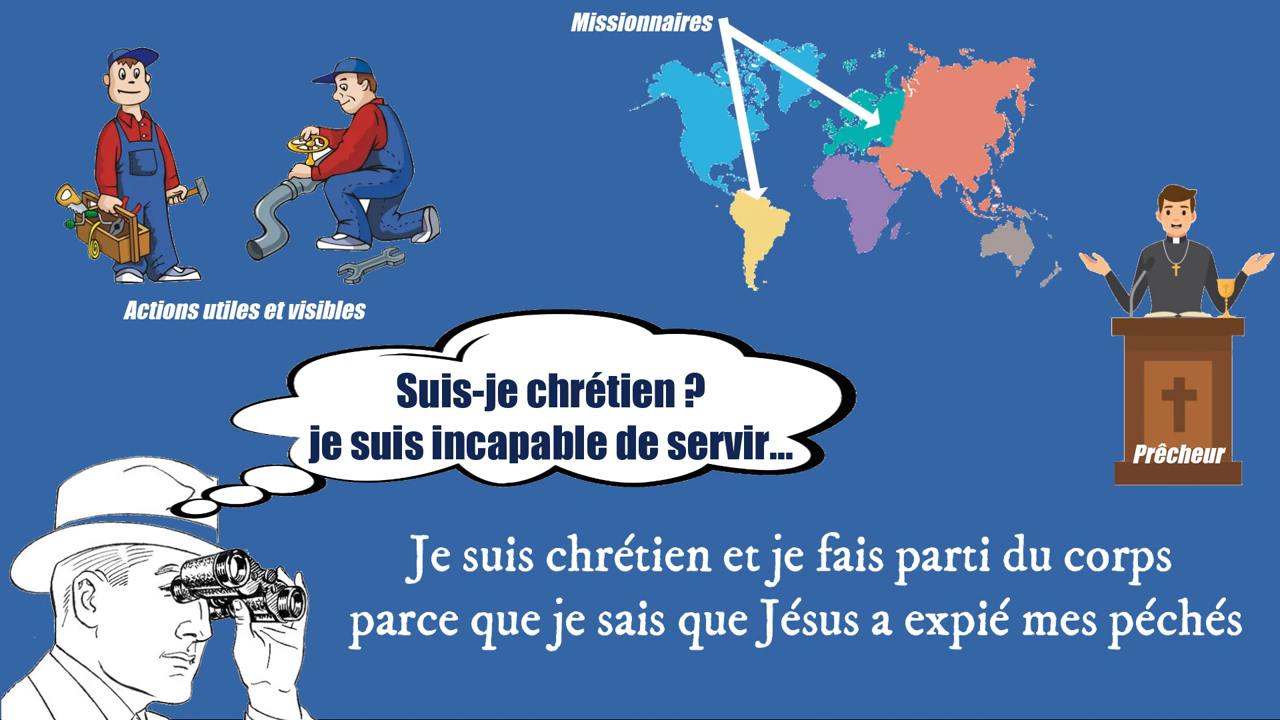 Missionnaires
Actions utiles et visibles
Suis-je chrétien ?
je suis incapable de servir...
Prêcheur
Je suis chrétien et je fais parti du corps
parce que je sais que Jésus a expié mes péchés